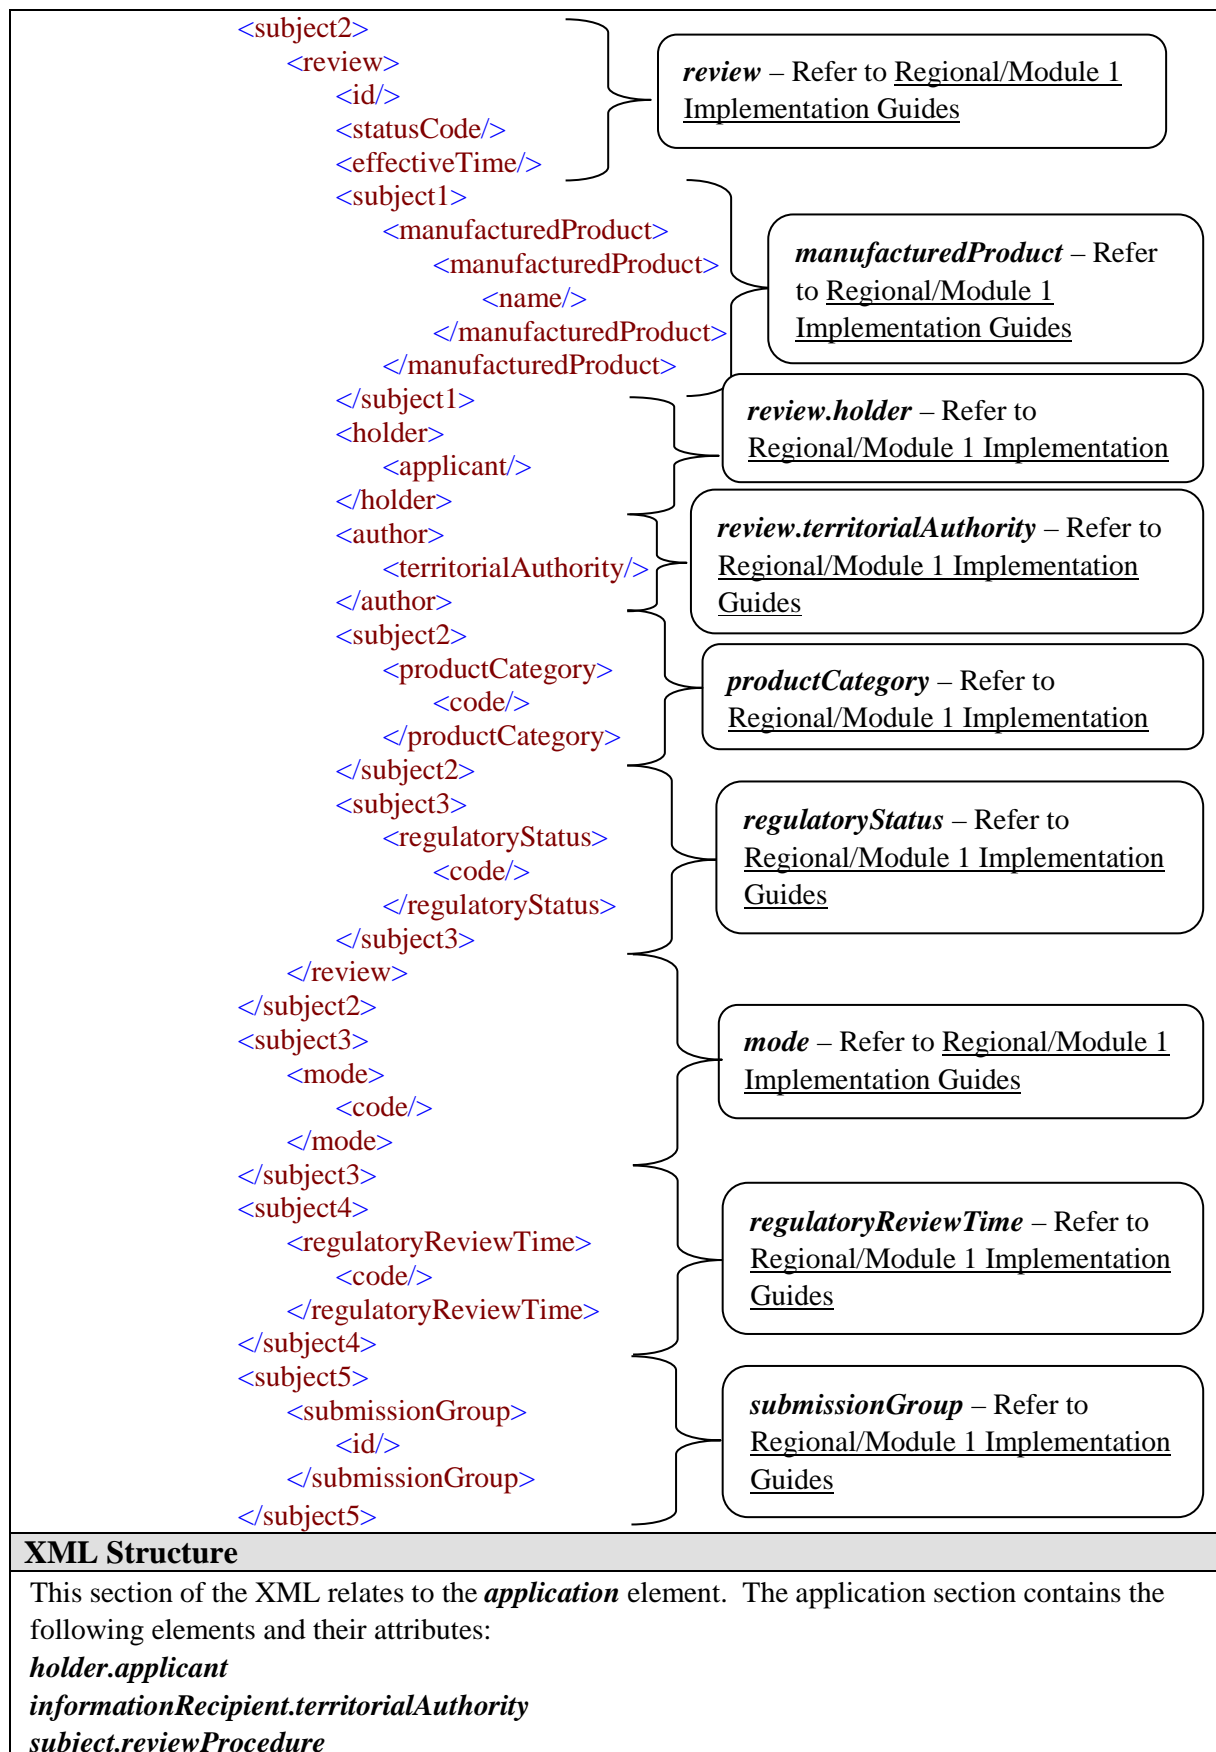 <subject2>
<review>
<id/>
<statusCode/>
<effectiveTime/>
review – Refer to Regional/Module 1
Implementation Guides
<subject1>
<manufacturedProduct>
<manufacturedProduct>
<name/>
</manufacturedProduct>
</manufacturedProduct>
</subject1>
manufacturedProduct – Refer
to Regional/Module 1
Implementation Guides
<holder>
<applicant/>
</holder>
review.holder – Refer to
Regional/Module 1 Implementation
<author>
<territorialAuthority/>
</author>
review.territorialAuthority – Refer to
Regional/Module 1 Implementation
Guides
<subject2>
<productCategory>
<code/>
</productCategory>
</subject2>
productCategory – Refer to
Regional/Module 1 Implementation
<subject3>
<regulatoryStatus>
<code/>
</regulatoryStatus>
</subject3>
regulatoryStatus – Refer to
Regional/Module 1 Implementation
Guides
</review>
</subject2>
<subject3>
<mode>
<code/>
</mode>
</subject3>
mode – Refer to Regional/Module 1
Implementation Guides
<subject4>
<regulatoryReviewTime>
<code/>
</regulatoryReviewTime>
</subject4>
regulatoryReviewTime – Refer to
Regional/Module 1 Implementation
Guides
<subject5>
<submissionGroup>
<id/>
</submissionGroup>
</subject5>
submissionGroup – Refer to
Regional/Module 1 Implementation
Guides
XML Structure
This section of the XML relates to the application element. The application section contains the
following elements and their attributes:
holder.applicant
informationRecipient.territorialAuthority
subject.reviewProcedure